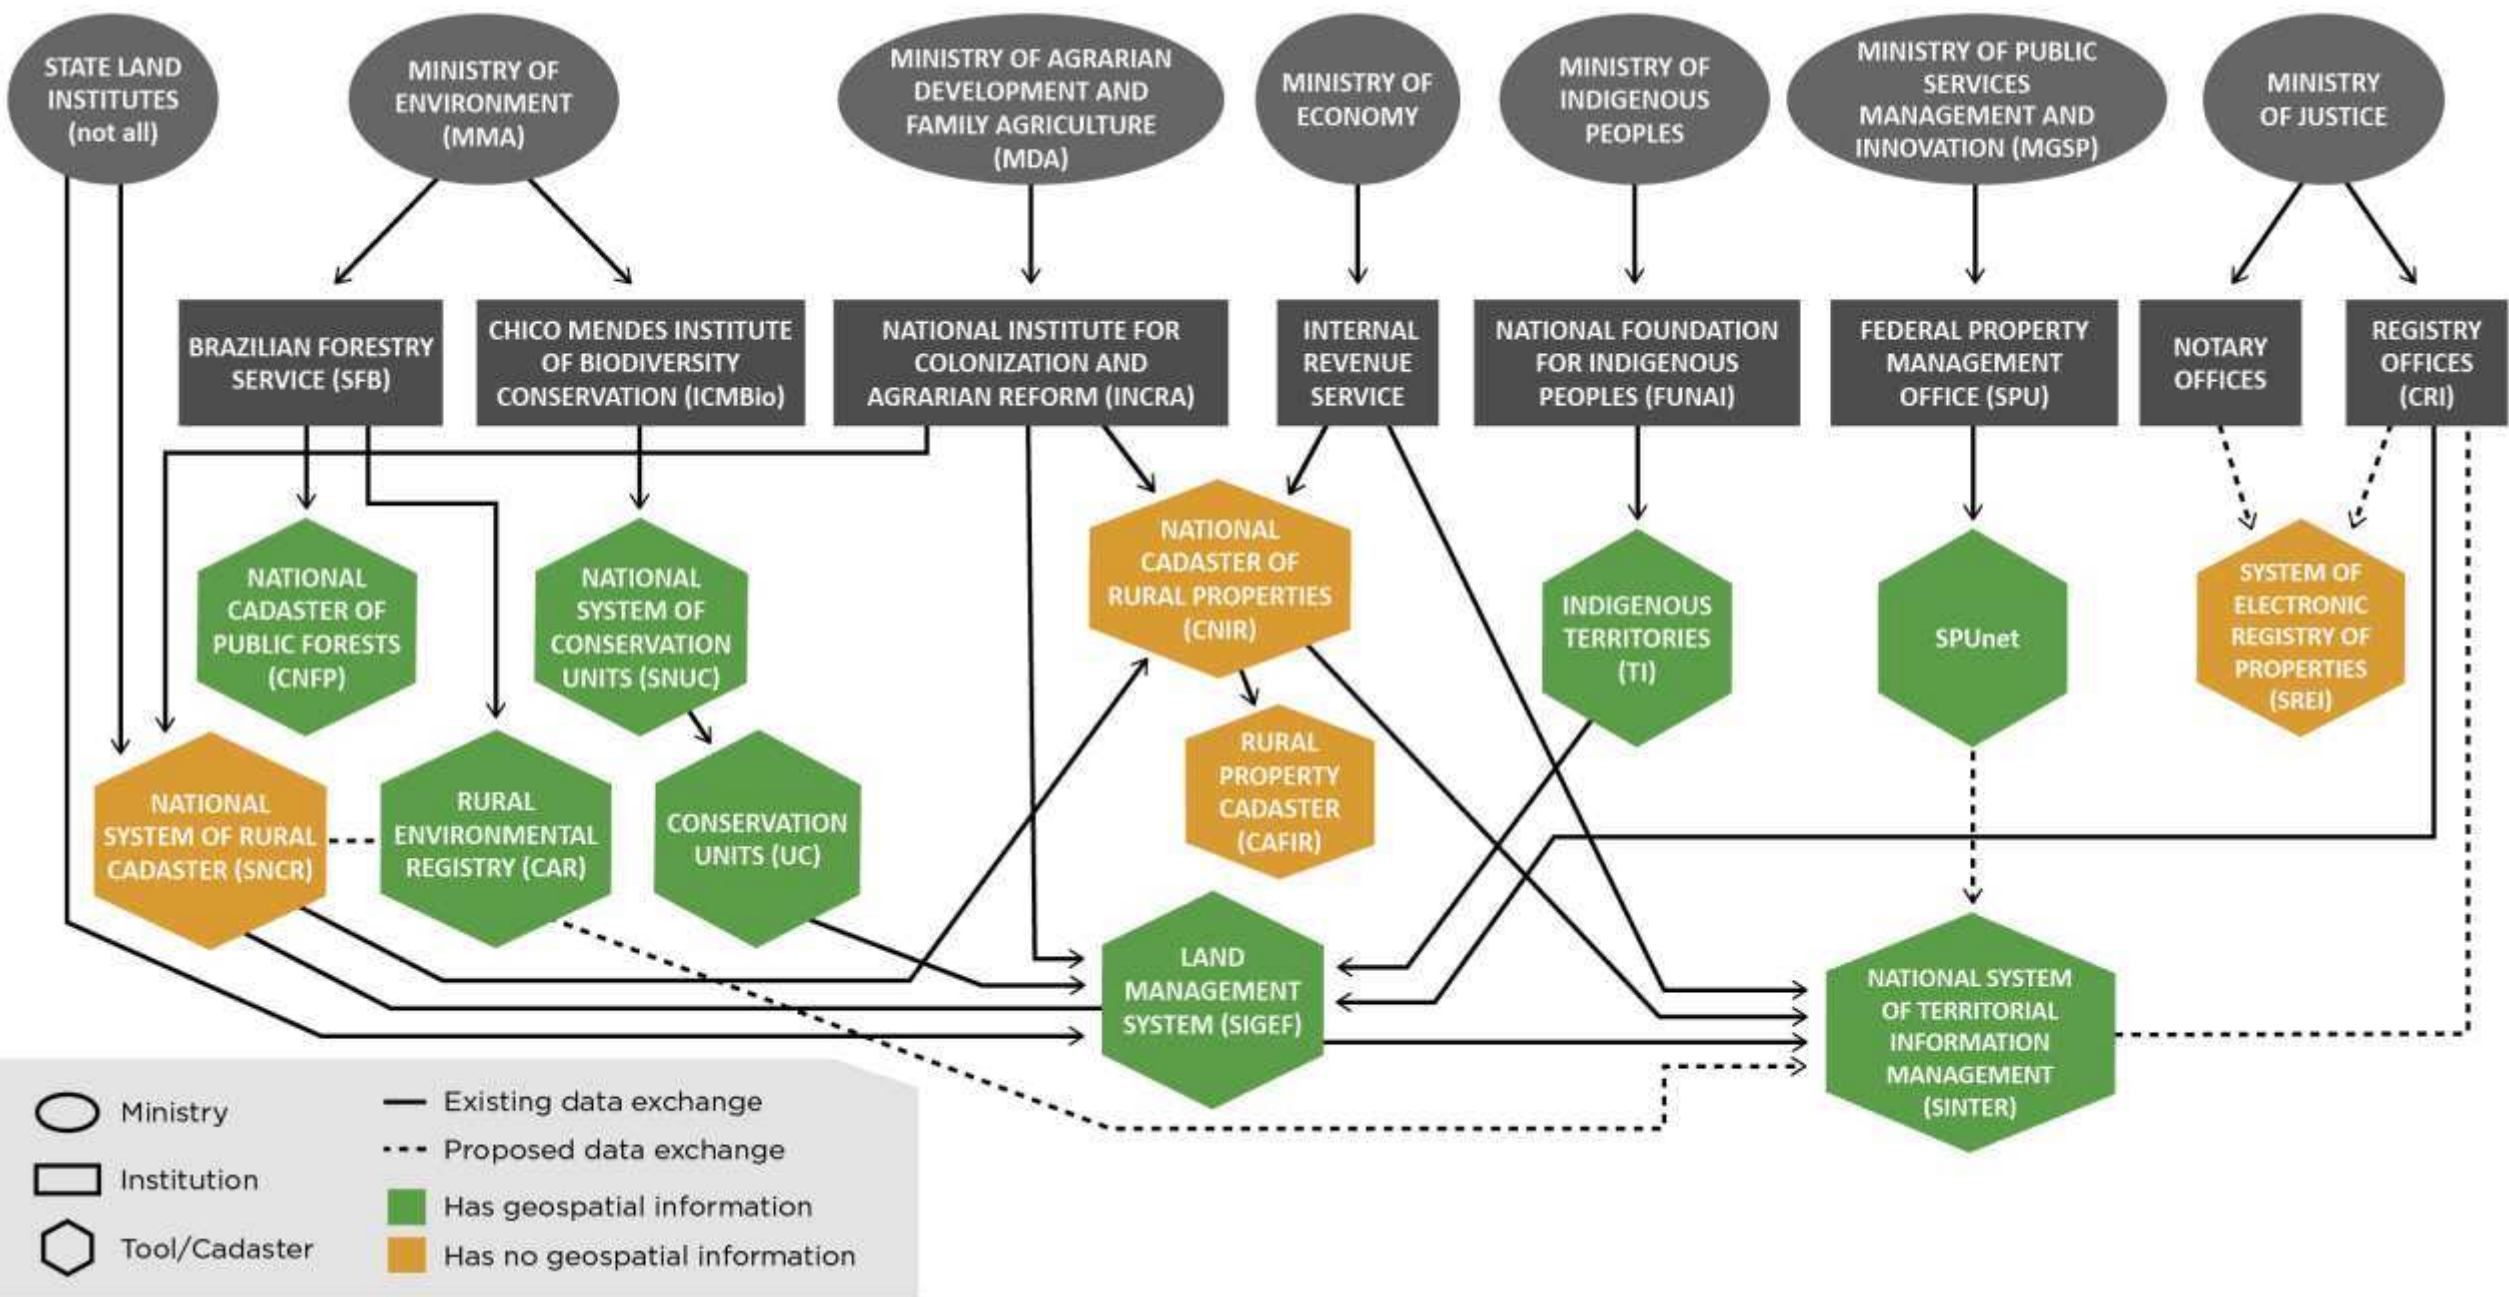 STATE LAND
INSTITUTES
(not all)
MINISTRY OF
ENVIRONMENT
(MMA)
MINISTRY OF AGRARIAN
DEVELOPMENT AND
FAMILY AGRICULTURE
(MDA)
MINISTRY OF
ECONOMY
MINISTRY OF
INDIGENOUS
PEOPLES
MINISTRY OF PUBLIC
SERVICES
MANAGEMENT AND
INNOVATION (MGSP)
MINISTRY
OF JUSTICE
BRAZILIAN FORESTRY
SERVICE (SFB)
CHICO MENDES INSTITUTE
OF BIODIVERSITY
CONSERVATION (ICMBio)
NATIONAL INSTITUTE FOR
COLONIZATION AND
AGRARIAN REFORM (INCRA)
INTERNAL
REVENUE
SERVICE
NATIONAL FOUNDATION
FOR INDIGENOUS
PEOPLES (FUNAI)
FEDERAL PROPERTY
MANAGEMENT
OFFICE (SPU)
NOTARY
OFFICES
REGISTRY
OFFICES
(CRI)
NATIONAL
CADASTER OF
PUBLIC FORESTS
(CNFP)
NATIONAL
SYSTEM OF
CONSERVATION
UNITS (SNUC)
NATIONAL
CADASTER OF
RURAL PROPERTIES
(CNIR)
INDIGENOUS
TERRITORIES
(TI)
SPUnet
SYSTEM OF
ELECTRONIC
REGISTRY OF
PROPERTIES
(SREI)
NATIONAL
SYSTEM OF RURAL
CADASTER (SNCR)
RURAL
ENVIRONMENTAL
REGISTRY (CAR)
CONSERVATION
UNITS (UC)
RURAL
PROPERTY
CADASTER
(CAFIR)
LAND
MANAGEMENT
SYSTEM (SIGEF)
NATIONAL SYSTEM
OF TERRITORIAL
INFORMATION
MANAGEMENT
(SINTER)
Ministry
Institution
Tool/Cadaster
Existing data exchange
Proposed data exchange
Has geospatial information
Has no geospatial information